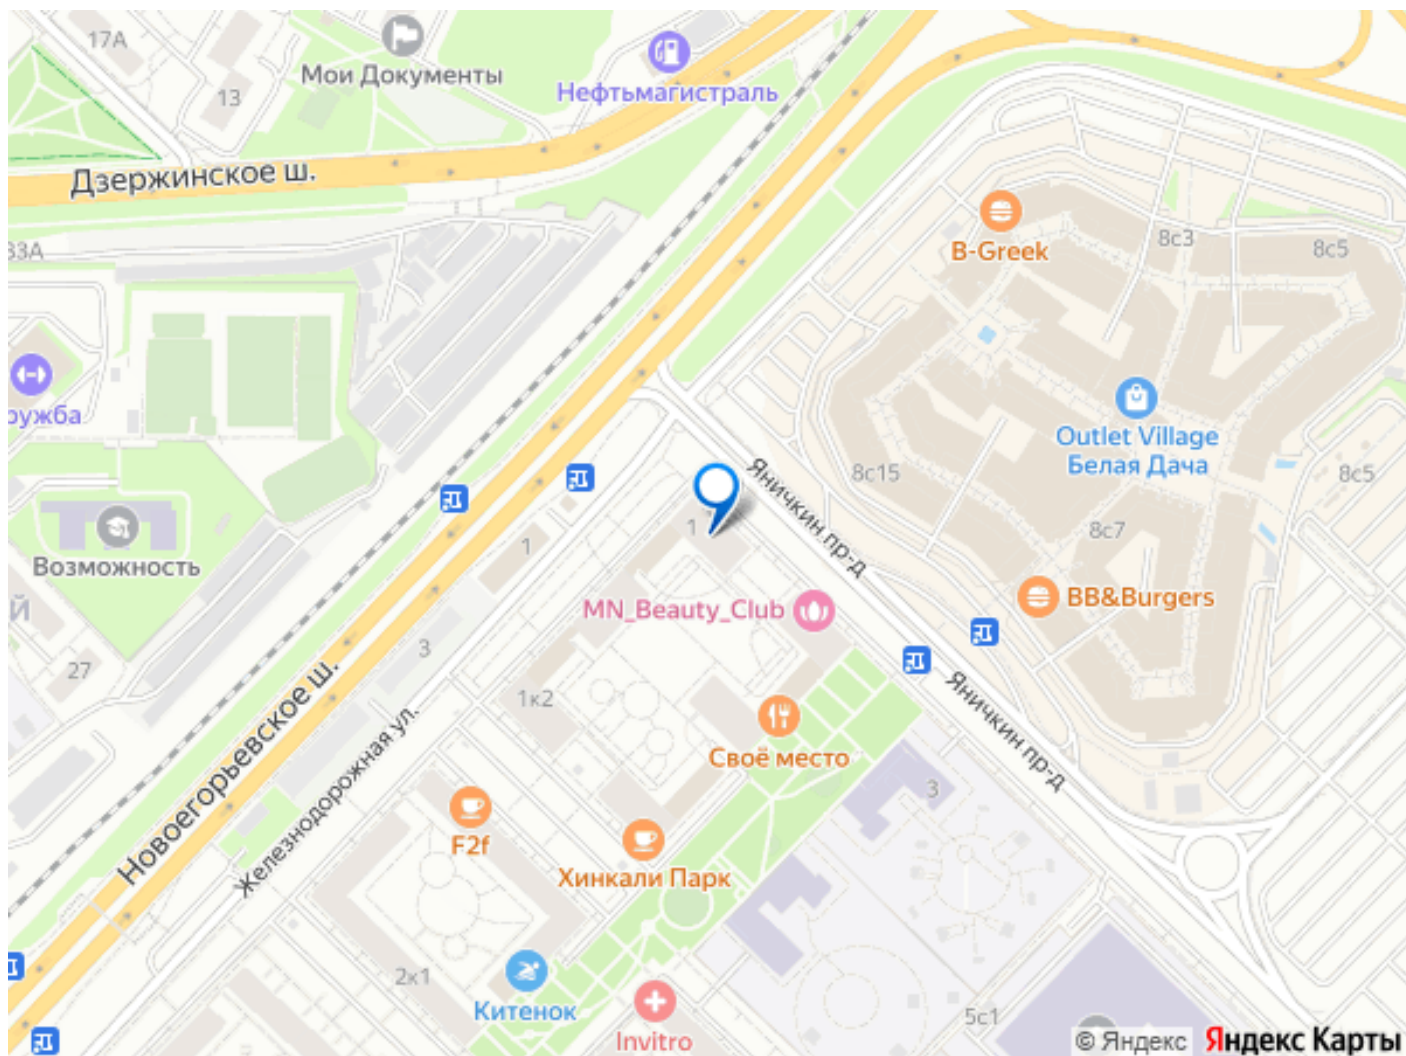 17А
Мои Документы
13
Нефтьмагистраль
Дзержинское ш.
33А
B-Greek
8с3
8с5
ружба
Outlet Village
Белая Дача
8с15
8с5
Яничкин пр-д
1
8с7
1
Возможность
Й
MN_Beauty_Club
BB&Burgers
3
27
1к2
Новоегорьевское ш.
Железнодорожная ул.
Яничкин пр-д
Своё место
3
F2f
Хинкали Парк
2к1
Китенок
Invitro
5с1
© Яндекс Яндекс Карты